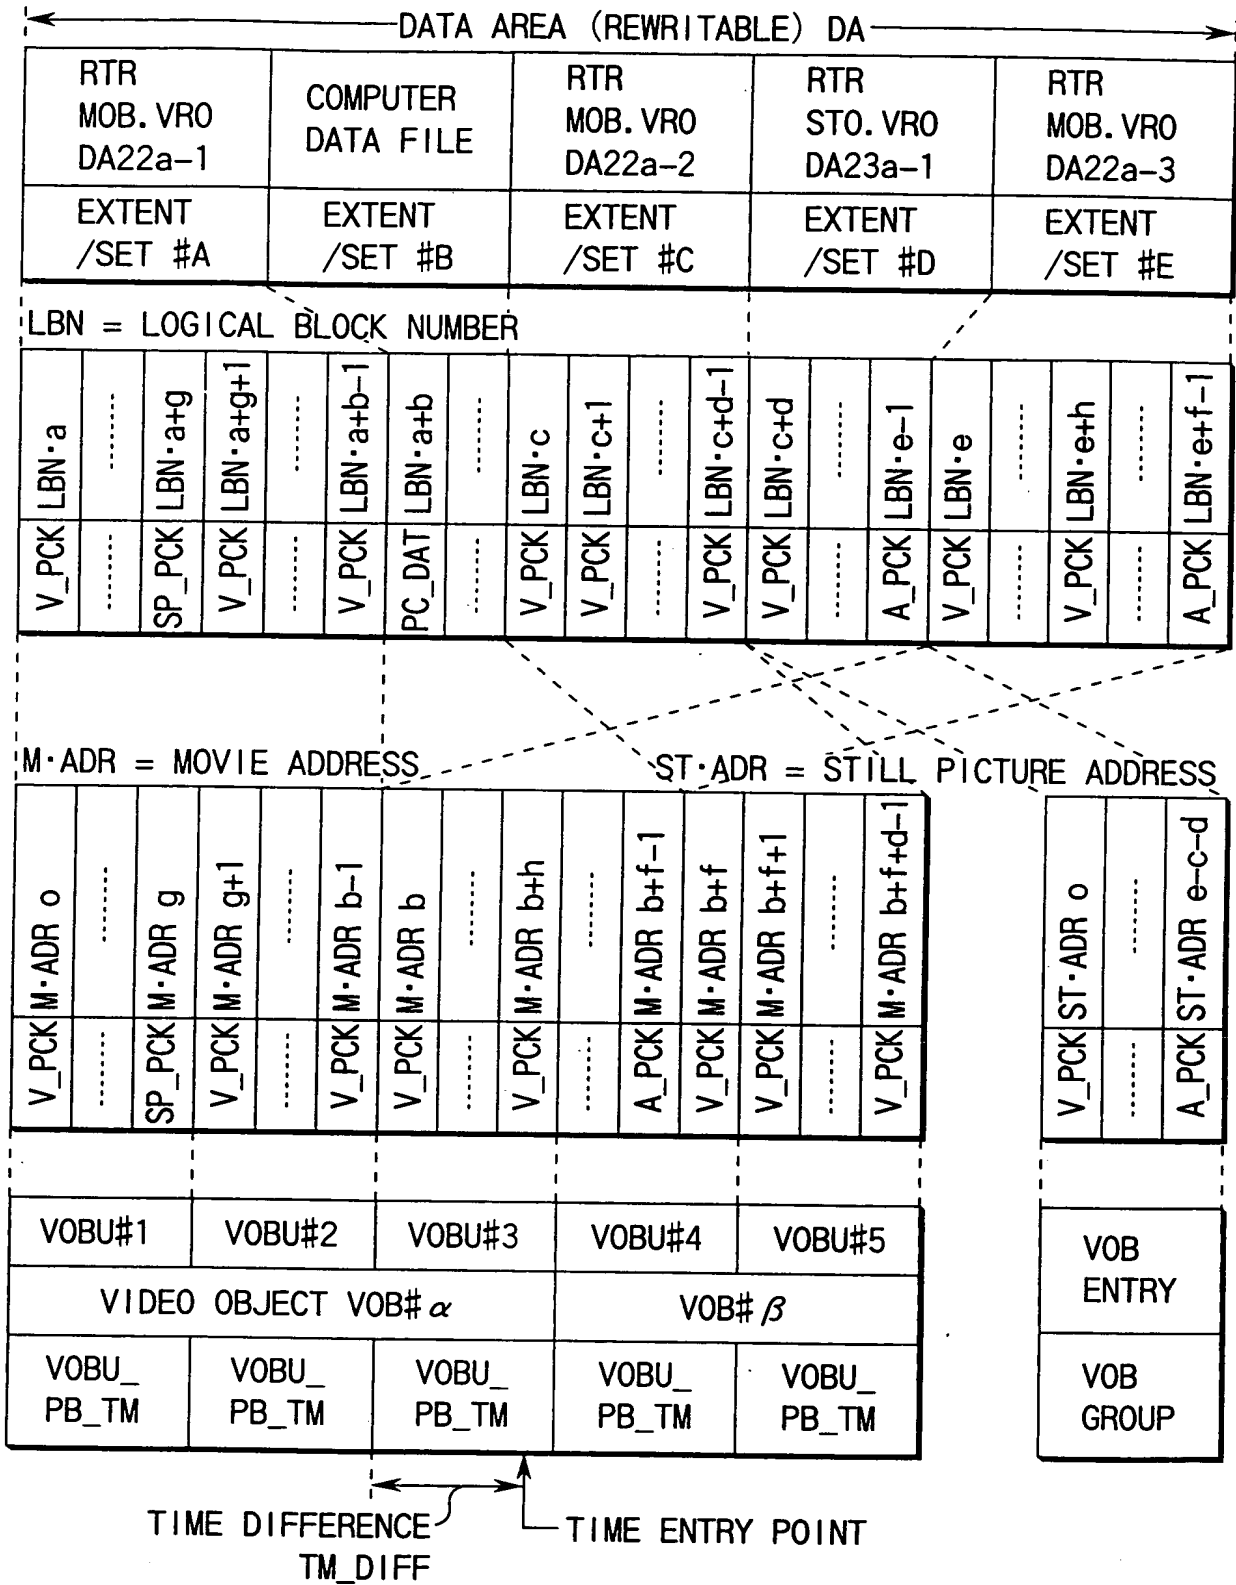 DATA AREA (REWRITABLE) DA
RTR MOB.VRO DA22a-1
COMPUTER DATA FILE
RTR MOB.VRO DA22a-2
RTR STO.VRO DA23a-1
RTR MOB.VRO DA22a-3
EXTENT /SET #A
EXTENT /SET #B
EXTENT /SET #C
EXTENT /SET #D
EXTENT /SET #E
LBN = LOGICAL BLOCK NUMBER
V_PCK LBN·a
SP_PCK LBN·a+g
V_PCK LBN·a+g+1
V_PCK LBN·a+b-1
PC_DAT LBN·a+b
V_PCK LBN·c
V_PCK LBN·c+1
V_PCK LBN·c+d-1
V_PCK LBN·c+d
A_PCK LBN·e-1
V_PCK LBN·e
V_PCK LBN·e+h
A_PCK LBN·e+f-1
M·ADR = MOVIE ADDRESS
ST·ADR = STILL PICTURE ADDRESS
V_PCK M·ADR o
SP_PCK M·ADR g
V_PCK M·ADR g+1
V_PCK M·ADR b-1
V_PCK M·ADR b
V_PCK M·ADR b+h
A_PCK M·ADR b+f-1
V_PCK M·ADR b+f
V_PCK M·ADR b+f+1
V_PCK M·ADR b+f+d-1
V_PCK ST·ADR o
A_PCK ST·ADR e-c-d
VOBU#1
VOBU#2
VOBU#3
VOBU#4
VOBU#5
VIDEO OBJECT VOB#α
VOB#β
VOBU_ PB_TM
VOBU_ PB_TM
VOBU_ PB_TM
VOBU_ PB_TM
VOBU_ PB_TM
VOB ENTRY
VOB GROUP
TIME DIFFERENCE TM_DIFF
TIME ENTRY POINT